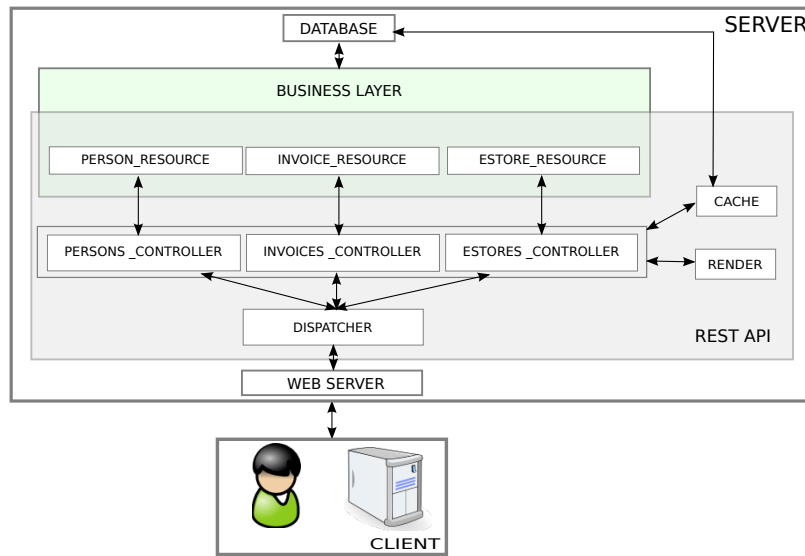 SERVER
DATABASE
BUSINESS LAYER
PERSON_RESOURCE
INVOICE_RESOURCE
ESTORE_RESOURCE
CACHE
PERSONS _CONTROLLER
INVOICES _CONTROLLER
ESTORES _CONTROLLER
RENDER
DISPATCHER
REST API
WEB SERVER
CLIENT